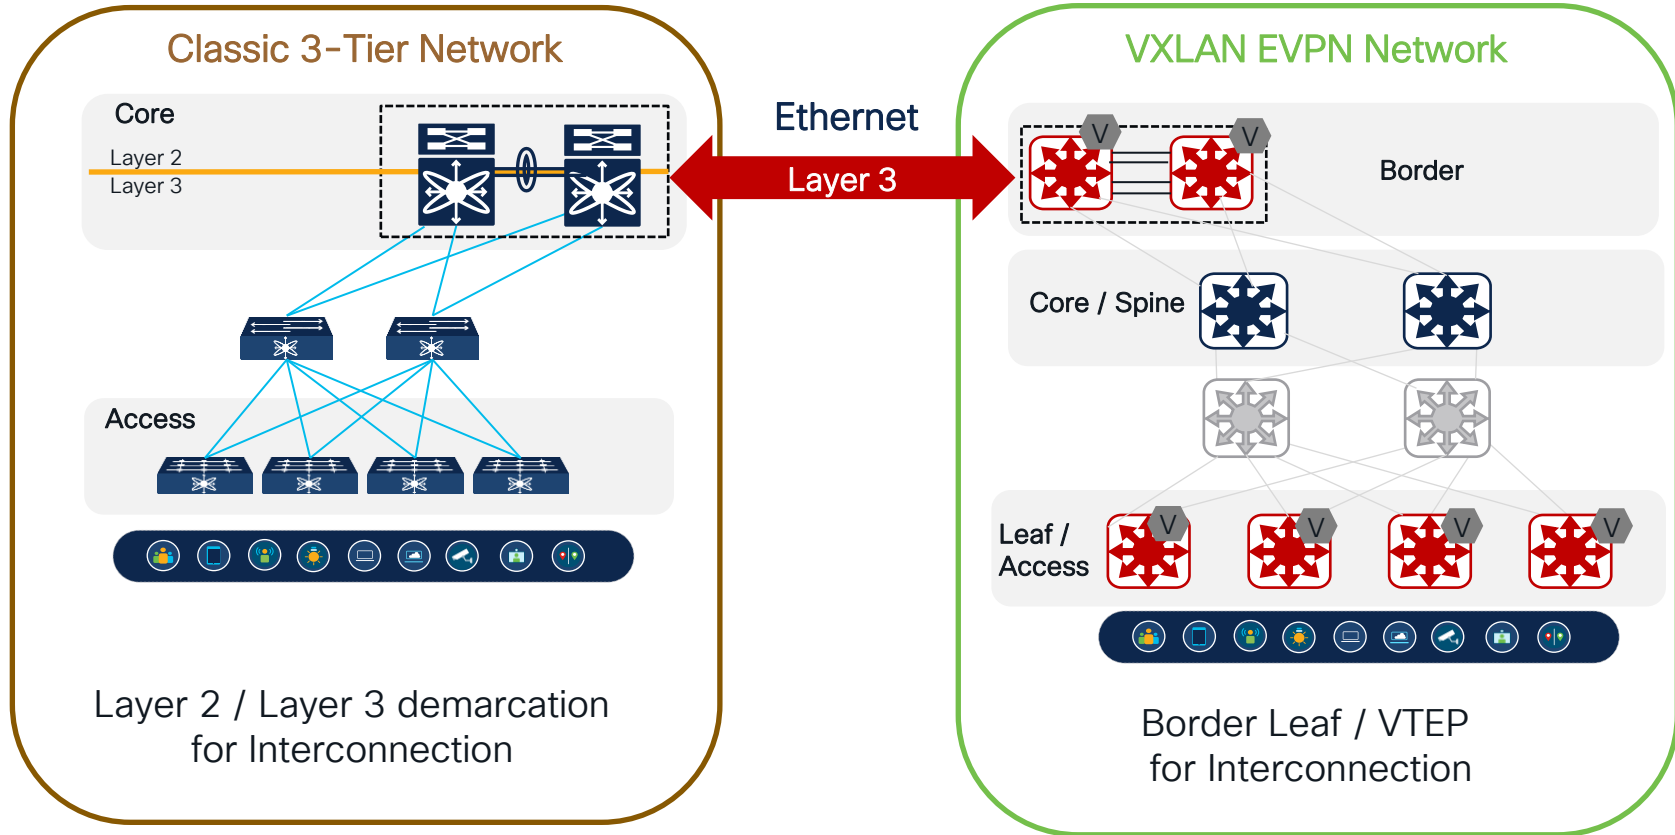 Classic 3-Tier Network
Core
Layer 2
Layer 3
Access
Layer 2 / Layer 3 demarcation
for Interconnection
Ethernet
Layer 3
VXLAN EVPN Network
V
V
Border
Core / Spine
Leaf /
Access
V
V
V
V
Border Leaf / VTEP
for Interconnection